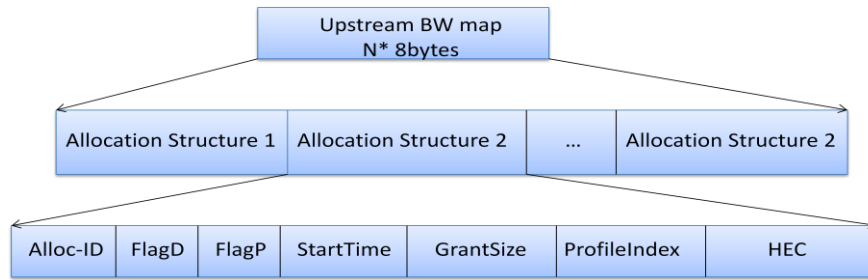 Upstream BW map
N* 8bytes
Allocation Structure 1 Allocation Structure 2 ... Allocation Structure 2
Alloc-ID FlagD FlagP StartTime GrantSize ProfileIndex HEC